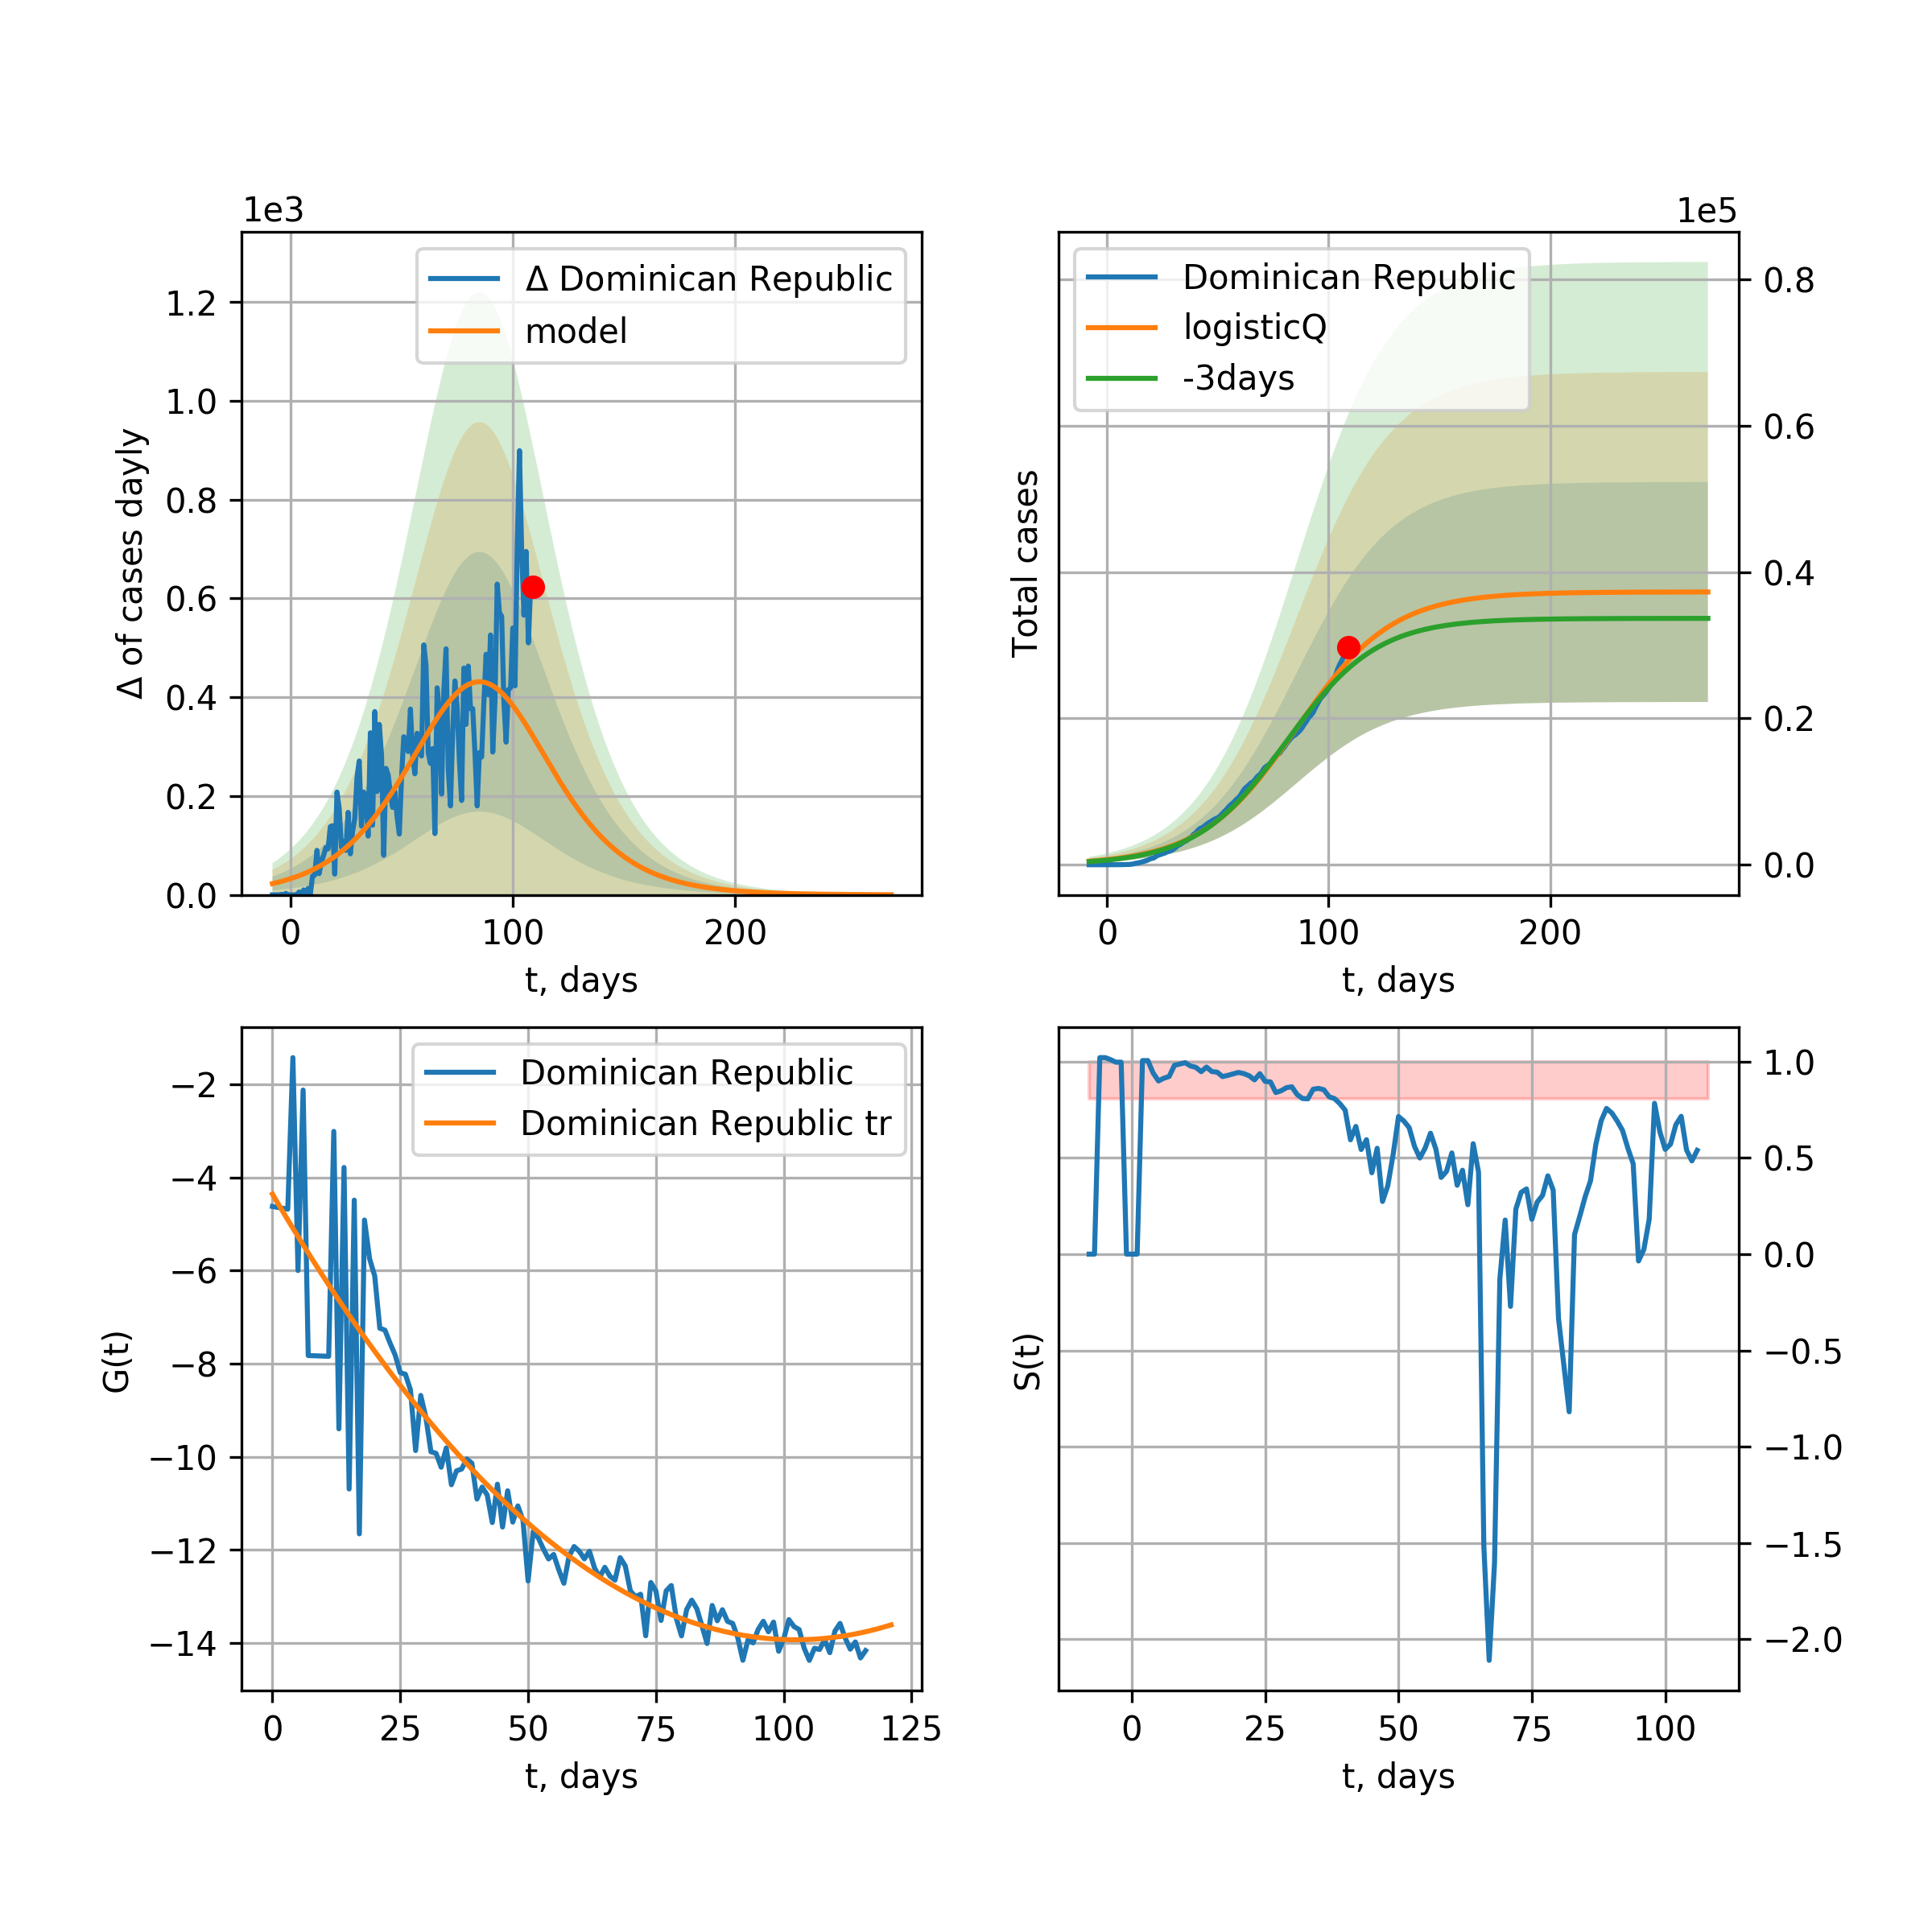 1e3
Δ of cases dayly
1.2
1.0
0.8
0.6
0.4
0.2
0.0
Δ Dominican Republic
model
0 100 200
t, days
1e5
Total cases
Dominican Republic
logisticQ
-3days
0.8
0.6
0.4
0.2
0.0
0 100 200
t, days
G(t)
−2
−4
−6
−8
−10
−12
−14
Dominican Republic
Dominican Republic tr
0 25 50 75 100 125
t, days
S(t)
1.0
0.5
0.0
−0.5
−1.0
−1.5
−2.0
0 25 50 75 100
t, days